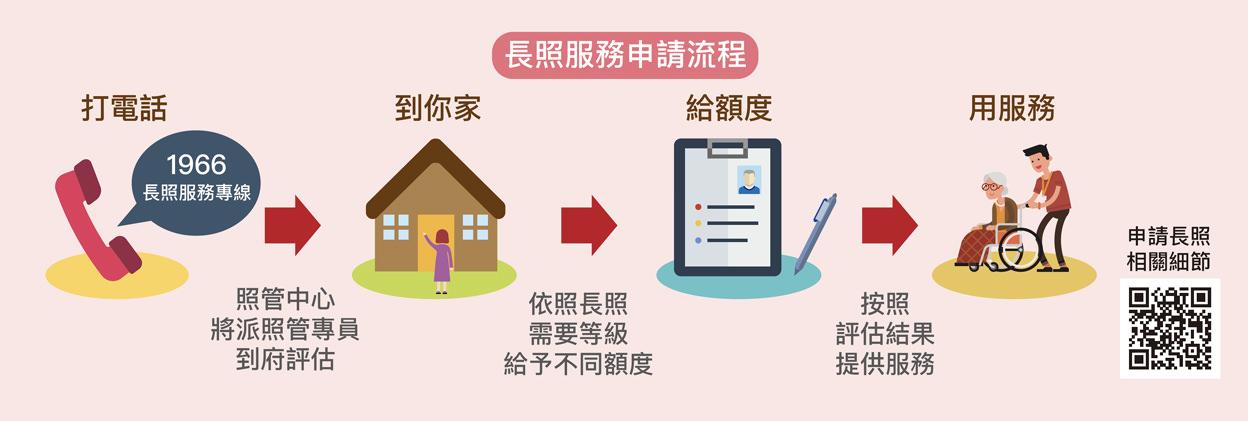 長照服務申請流程
打電話
到你家
給額度
用服務
1966
長照服務專線
照管中心
將派照管專員
到府評估
依照長照
需要等級
給予不同額度
按照
評估結果
提供服務
申請長照
相關細節